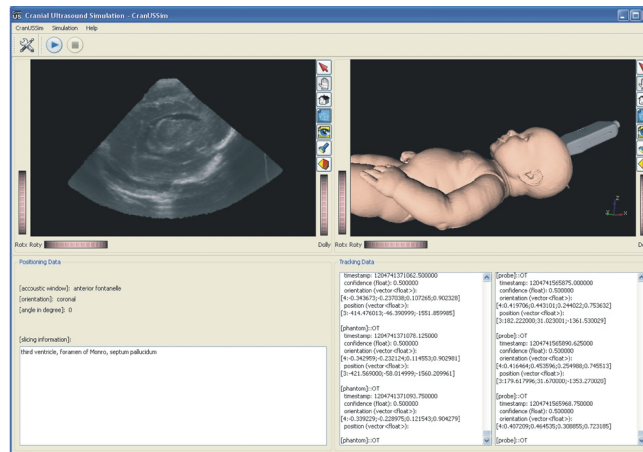 Cranial Ultrasound Simulation - CranUSSim
CranUSSim Simulation Help
Rotx Roty
Dolly Rotx Roty
Positioning Data
[accoustic window]: anterior fontanelle
[orientation]: coronal
[angle in degree]: 0
[slicing information]:
third ventricle, foramen of Monro, septum pallucidum
Tracking Data
timestamp: 1204741371062.500000
confidence (float): 0.500000
orientation (vector<float>):
[4:-0.343673;-0.237038;0.107265;0.902328]
position (vector<float>):
[3:-414.476013;-46.390999;-1551.859985]
[phantom]::OT
timestamp: 1204741371078.125000
confidence (float): 0.500000
orientation (vector<float>):
[4:-0.342959;-0.232124;0.114553;0.902981]
position (vector<float>):
[3:-421.569000;-58.014999;-1560.209961]
[phantom]::OT
timestamp: 1204741371093.750000
confidence (float): 0.500000
orientation (vector<float>):
[4:-0.339229;-0.228975;0.121543;0.904279]
position (vector<float>):
[phantom]::OT
[probe]::OT
timestamp: 1204741565875.000000
confidence (float): 0.500000
orientation (vector<float>):
[4:0.419706;0.443101;0.244022;0.753632]
position (vector<float>):
[3:182.222000;31.023001;-1361.530029]
[probe]::OT
timestamp: 1204741565890.625000
confidence (float): 0.500000
orientation (vector<float>):
[4:0.416464;0.453596;0.254988;0.745513]
position (vector<float>):
[3:179.617996;31.670000;-1353.270020]
[probe]::OT
timestamp: 1204741565968.750000
confidence (float): 0.500000
orientation (vector<float>):
[4:0.407209;0.464535;0.308855;0.723185]
position (vector<float>):
[probe]::OT